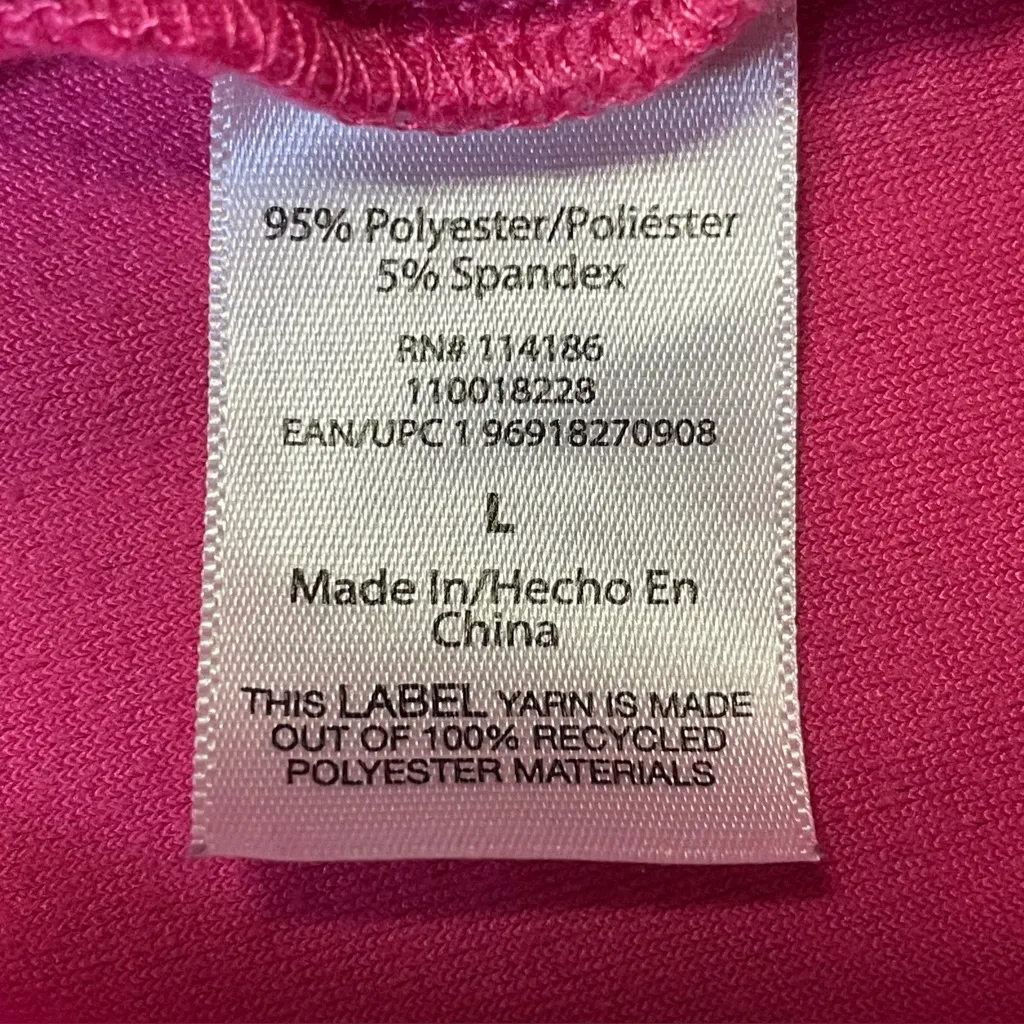 95% Polyester/Poliéster
5% Spandex
RN# 114186
110018228
EAN/UPC 1 96918270908
L
Made In/Hecho En
China
THIS LABEL YARN IS MADE
OUT OF 100% RECYCLED
POLYESTER MATERIALS